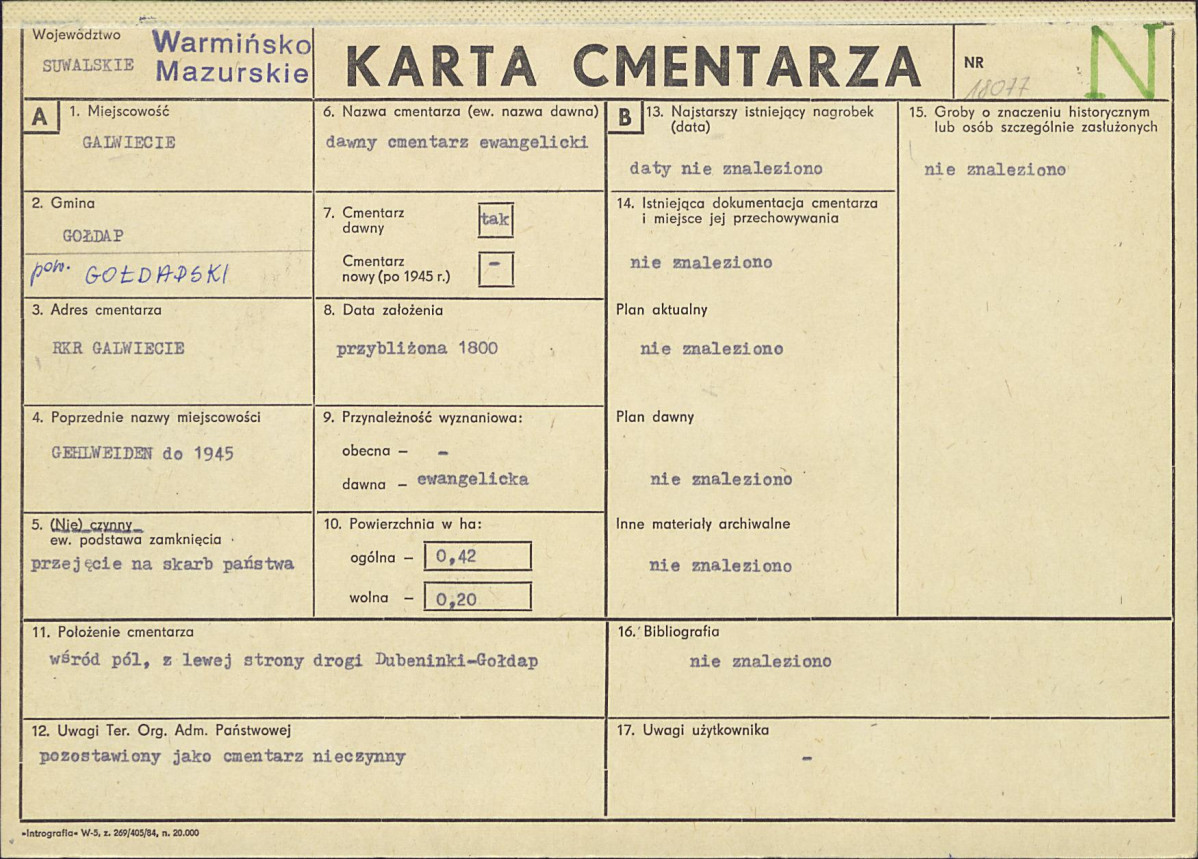 Województwo
SUWALSKIE
Warmińsko
Mazurskie
KARTA CMENTARZA
NR
18077
N
A
1. Miejscowość
GALWIECIE
2. Gmina
GOŁDAP
pow. GOŁDAPSKI
3. Adres cmentarza
RKR GALWIECIE
4. Poprzednie nazwy miejscowości
GEHLWEIDEN do 1945
5. (Nie) czynny
ew. podstawa zamknięcia
przejęcie na skarb państwa
6. Nazwa cmentarza (ew. nazwa dawna)
dawny cmentarz ewangelicki
7. Cmentarz
dawny
tak
Cmentarz
nowy (po 1945 r.)
-
8. Data założenia
przybliżona 1800
9. Przynależność wyznaniowa:
obecna – -
dawna – ewangelicka
10. Powierzchnia w ha:
ogólna – 0,42
wolna – 0,20
11. Położenie cmentarza
wśród pól, z lewej strony drogi Dubeninki-Gołdap
12. Uwagi Ter. Org. Adm. Państwowej
pozostawiony jako cmentarz nieczynny
B
13. Najstarszy istniejący nagrobek
(data)
daty nie znaleziono
14. Istniejąca dokumentacja cmentarza
i miejsce jej przechowywania
nie znaleziono
Plan aktualny
nie znaleziono
Plan dawny
nie znaleziono
Inne materiały archiwalne
nie znaleziono
15. Groby o znaczeniu historycznym
lub osób szczególnie zasłużonych
nie znaleziono
16. Bibliografia
nie znaleziono
17. Uwagi użytkownika
-
«Intrografia» W-5, z. 269/405/84, n. 20.000